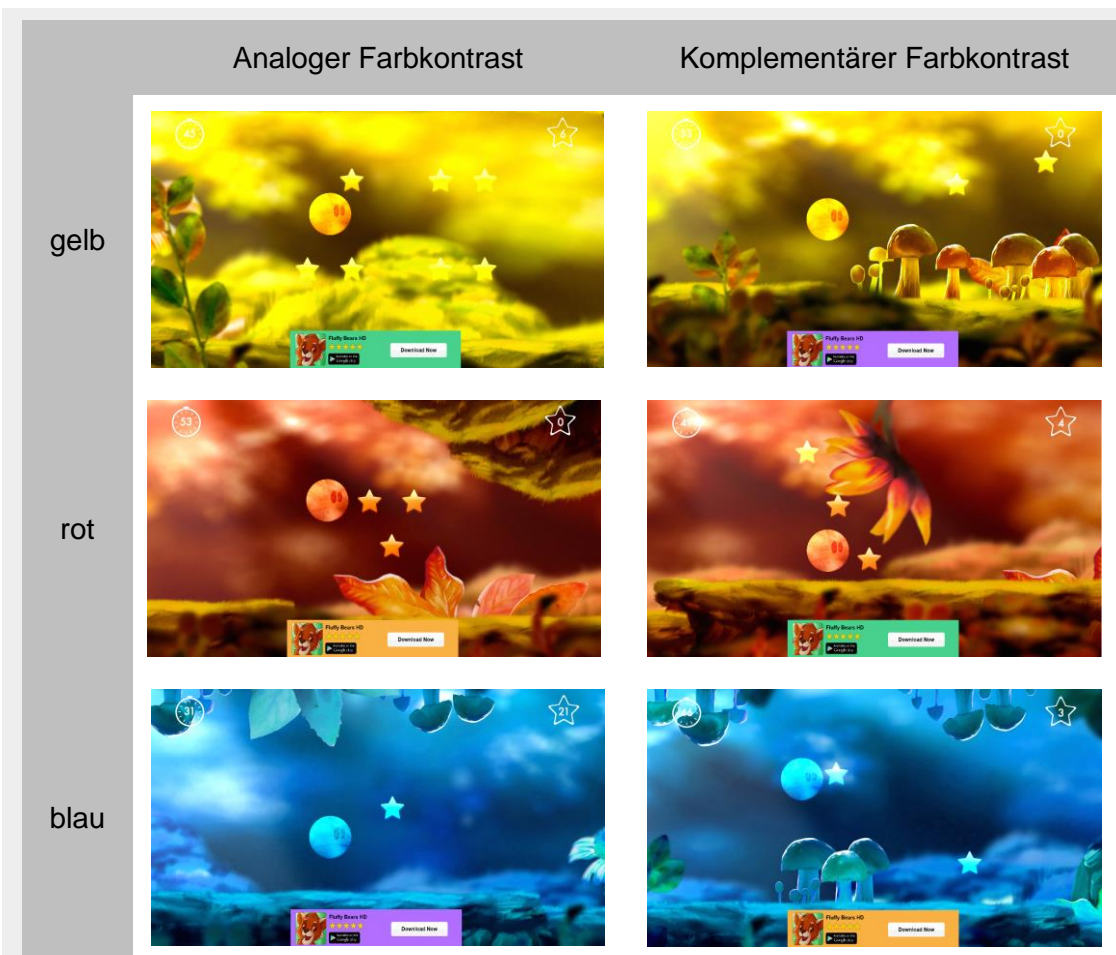 Analoger Farbkontrast
Komplementärer Farbkontrast
gelb
45
6
Fluffy Bears HD
Download Now
33
0
Fluffy Bears HD
Download Now
rot
53
0
Fluffy Bears HD
Download Now
4
Fluffy Bears HD
Download Now
blau
31
21
Fluffy Bears HD
Download Now
3
Fluffy Bears HD
Download Now